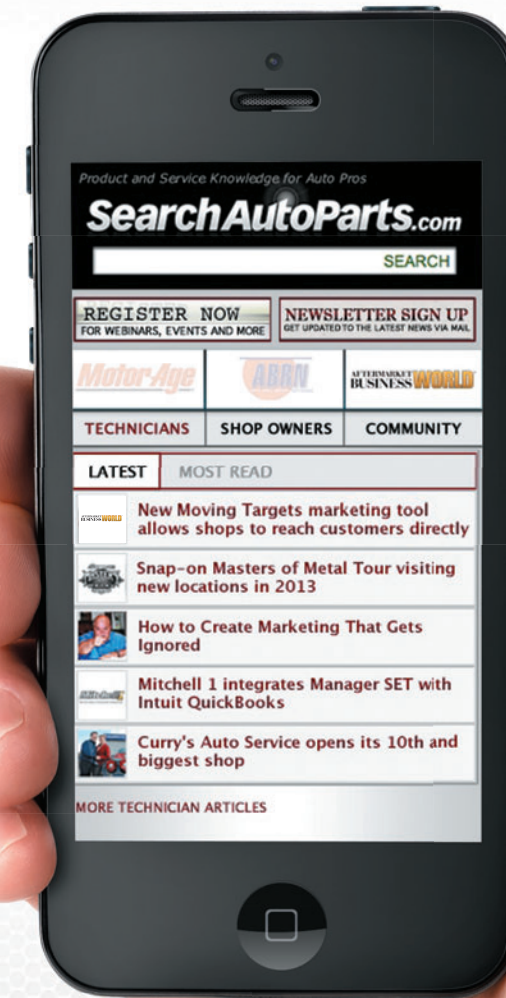 Product and Service Knowledge for Auto Pros
SearchAutoParts.com
SEARCH
REGISTER NOW
FOR WEBINARS, EVENTS AND MORE
NEWSLETTER SIGN UP
GET UPDATED TO THE LATEST NEWS VIA MAIL
Motor Age
ABRN
AFTERMARKET
BUSINESS WORLD
TECHNICIANS
SHOP OWNERS
COMMUNITY
LATEST
MOST READ
New Moving Targets marketing tool
allows shops to reach customers directly
Snap-on Masters of Metal Tour visiting
new locations in 2013
How to Create Marketing That Gets
Ignored
Mitchell 1 integrates Manager SET with
Intuit QuickBooks
Curry's Auto Service opens its 10th and
biggest shop
MORE TECHNICIAN ARTICLES